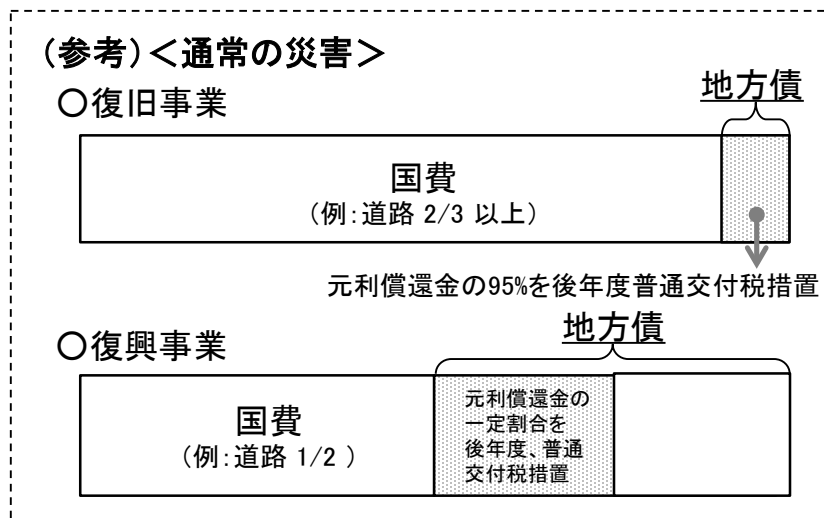 （参考）＜通常の災害＞
地方債
〇復旧事業
国費
（例：道路 2/3 以上）
元利償還金の95%を後年度普通交付税措置
地方債
〇復興事業
国費
（例：道路 1/2 ）
元利償還金の
一定割合を
後年度、普通
交付税措置